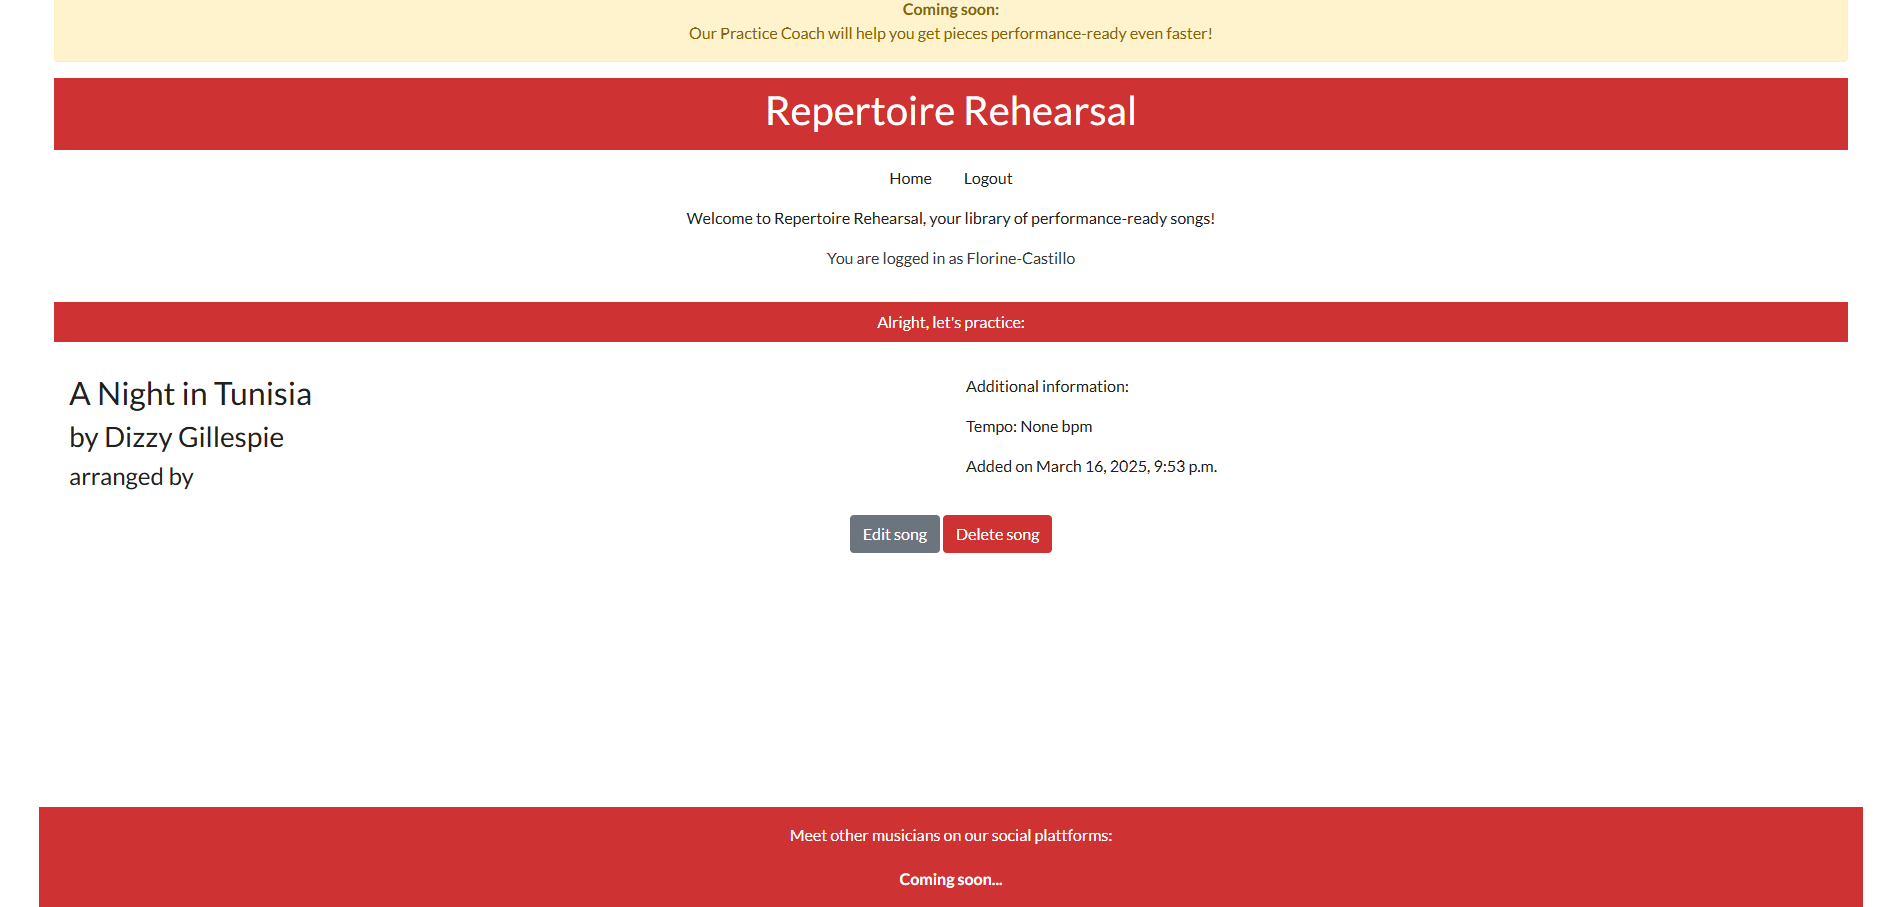 Coming soon:
Our Practice Coach will help you get pieces performance-ready even faster!
Repertoire Rehearsal
Home Logout
Welcome to Repertoire Rehearsal, your library of performance-ready songs!
You are logged in as Florine-Castillo
Alright, let's practice:
A Night in Tunisia
by Dizzy Gillespie
arranged by
Additional information:
Tempo: None bpm
Added on March 16, 2025, 9:53 p.m.
Edit song Delete song
Meet other musicians on our social plattforms:
Coming soon...